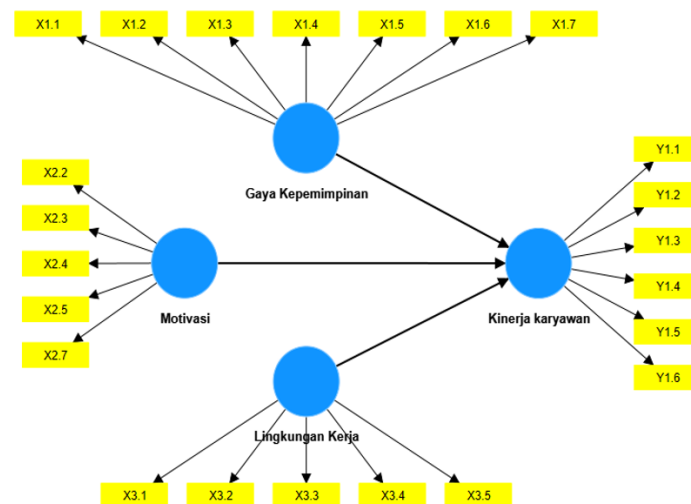 X1.1 X1.2 X1.3 X1.4 X1.5 X1.6 X1.7
Gaya Kepemimpinan
Y1.1
Y1.2
Y1.3
Y1.4
Y1.5
Y1.6
Kinerja karyawan
X2.2
X2.3
X2.4
X2.5
X2.7
Motivasi
Lingkungan Kerja
X3.1 X3.2 X3.3 X3.4 X3.5